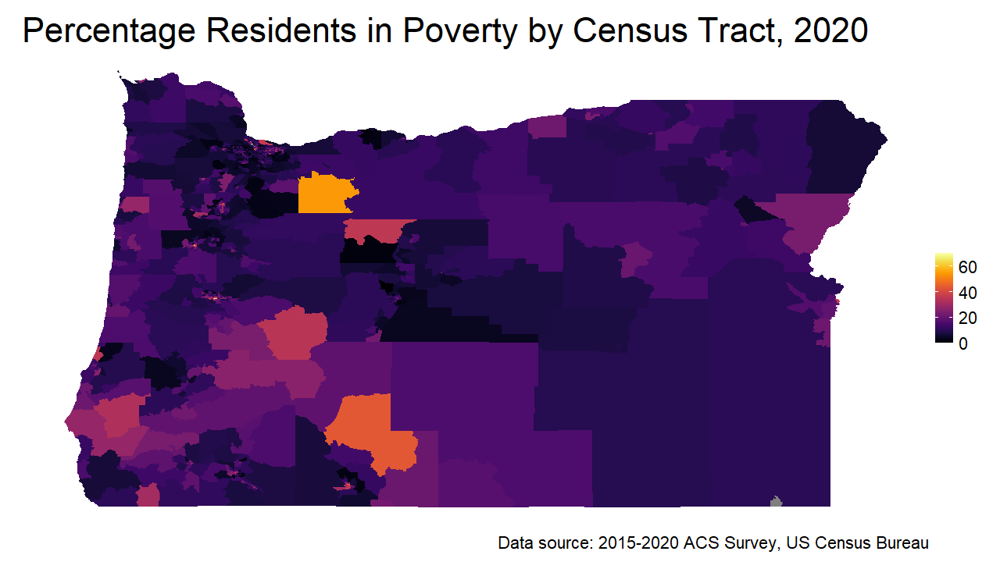 Percentage Residents in Poverty by Census Tract, 2020
60
40
20
0
Data source: 2015-2020 ACS Survey, US Census Bureau